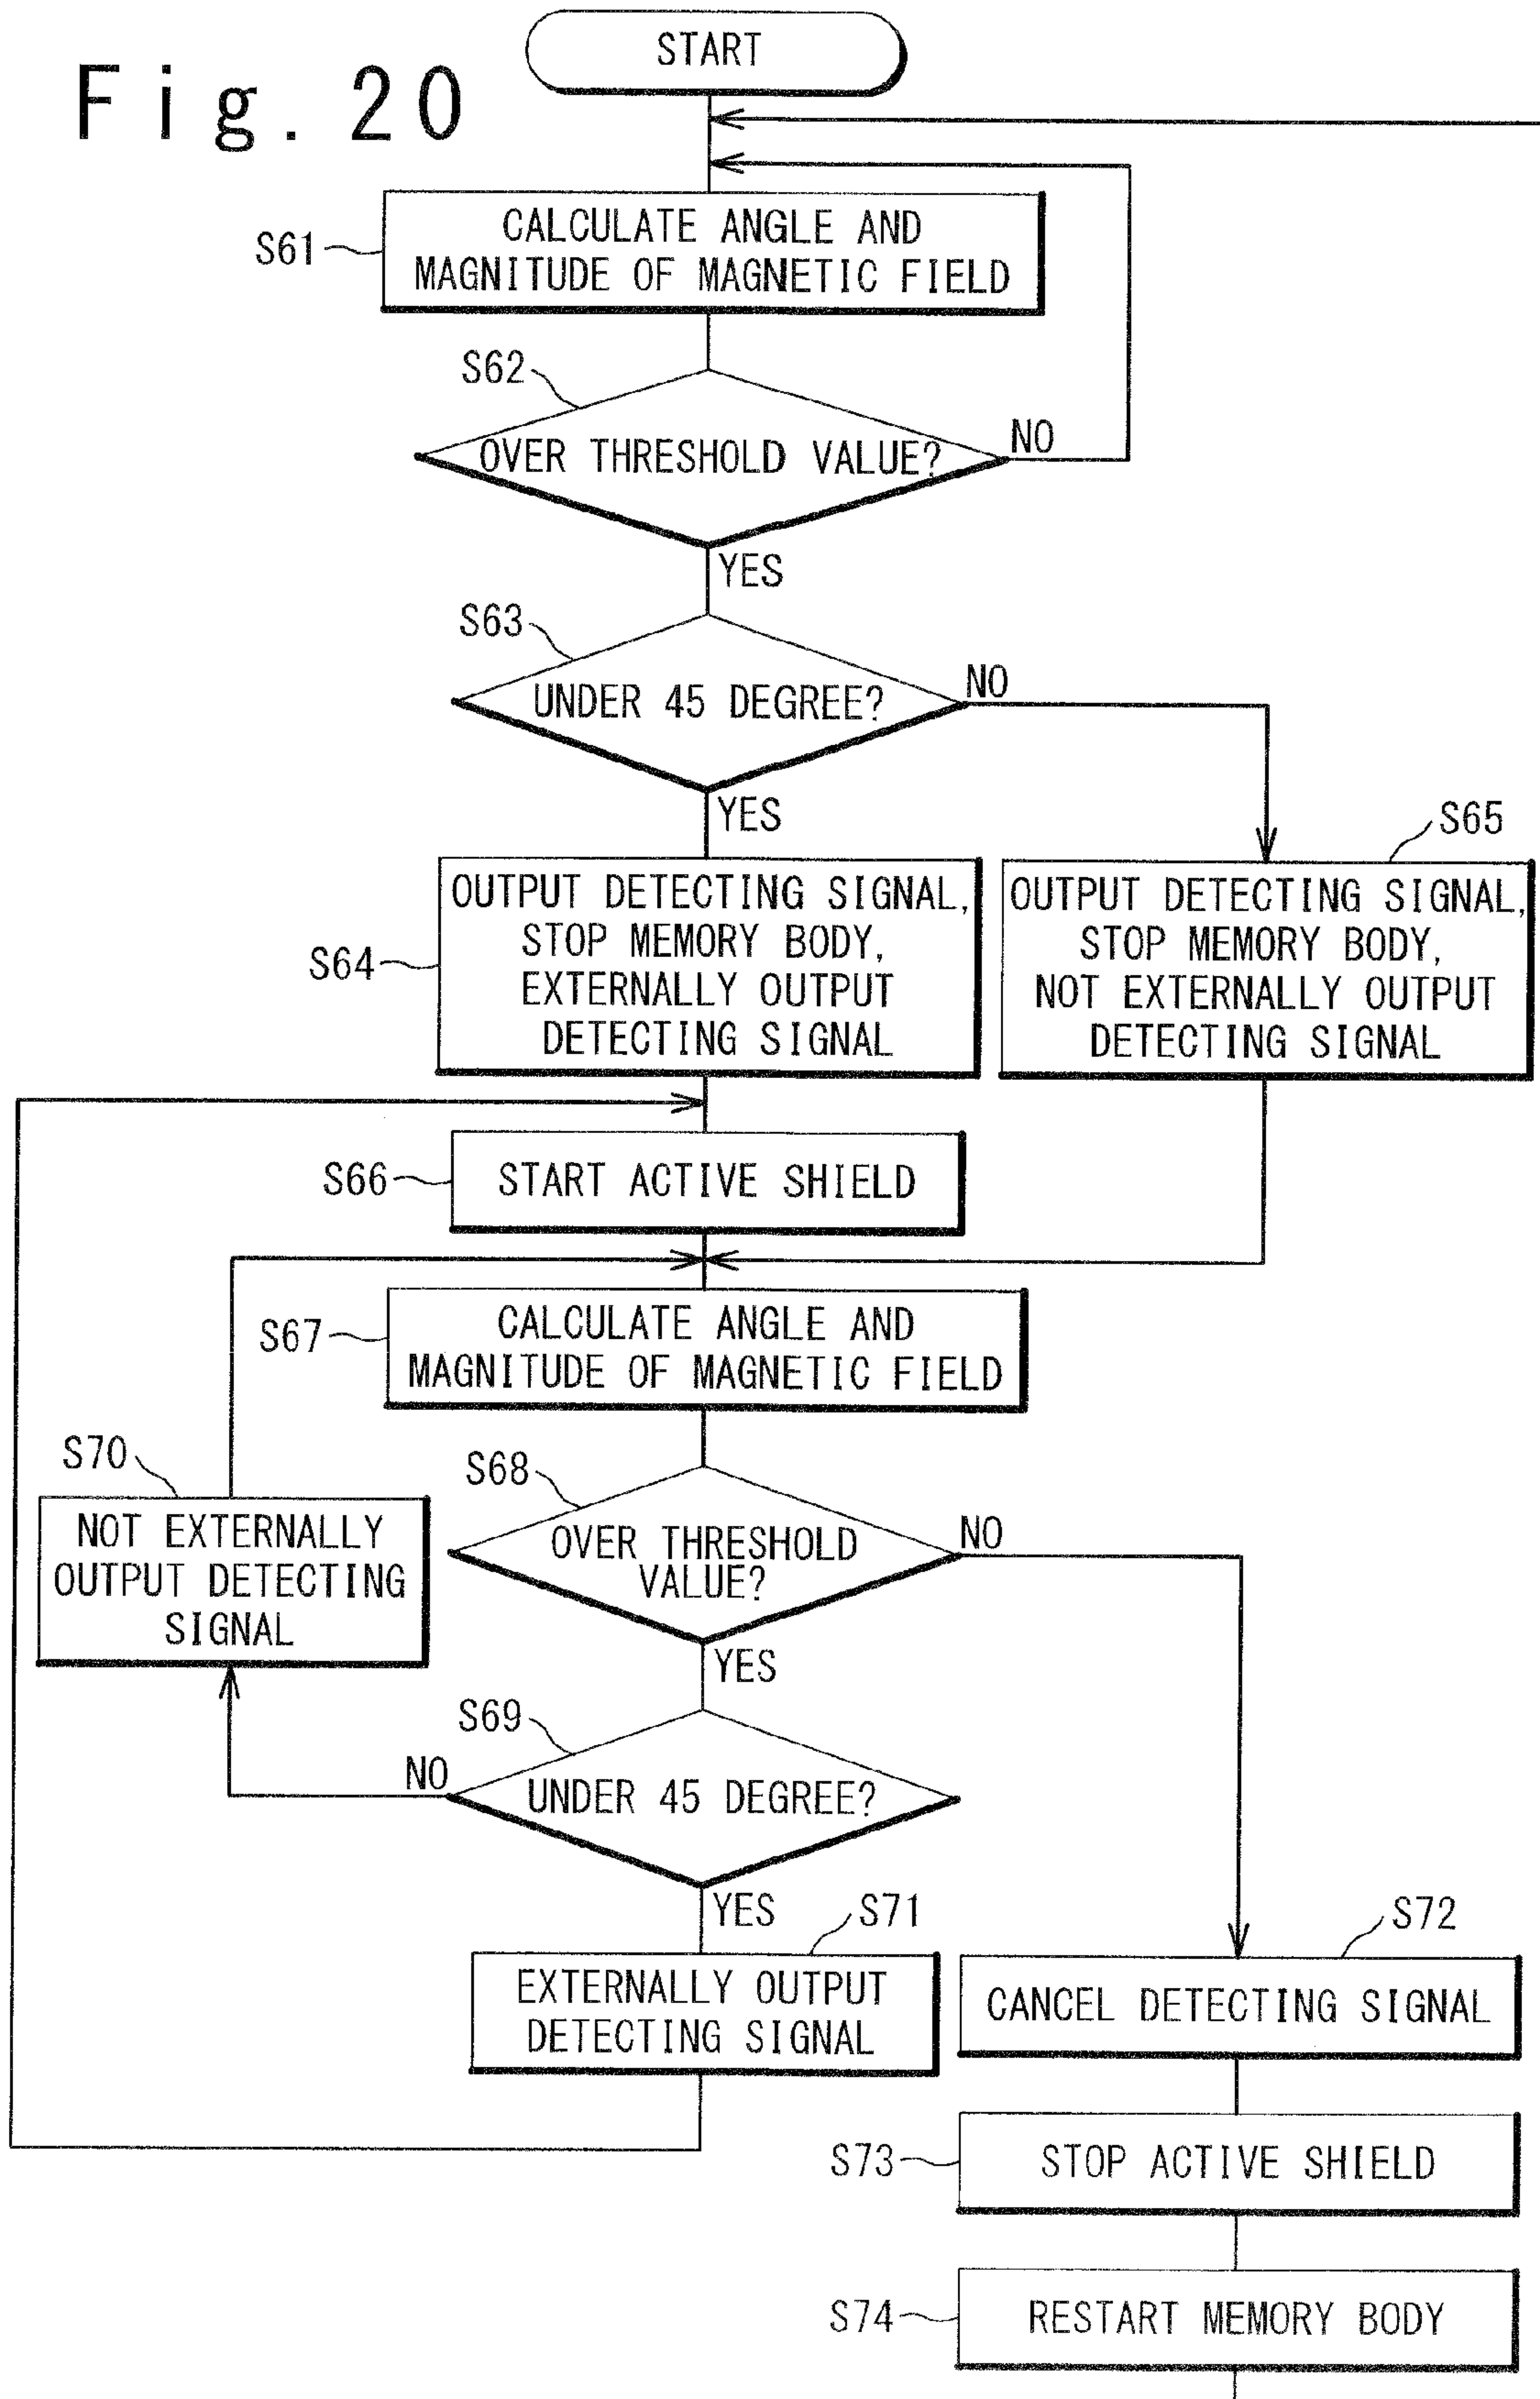 Fig. 20
START
S61
CALCULATE ANGLE AND
MAGNITUDE OF MAGNETIC FIELD
S62
OVER THRESHOLD VALUE?
NO
YES
S63
UNDER 45 DEGREE?
NO
YES
S64
OUTPUT DETECTING SIGNAL,
STOP MEMORY BODY,
EXTERNALLY OUTPUT
DETECTING SIGNAL
S65
OUTPUT DETECTING SIGNAL,
STOP MEMORY BODY,
NOT EXTERNALLY OUTPUT
DETECTING SIGNAL
S66
START ACTIVE SHIELD
S67
CALCULATE ANGLE AND
MAGNITUDE OF MAGNETIC FIELD
S70
NOT EXTERNALLY
OUTPUT DETECTING
SIGNAL
S68
OVER THRESHOLD
VALUE?
NO
YES
S69
UNDER 45 DEGREE?
NO
YES
S71
EXTERNALLY OUTPUT
DETECTING SIGNAL
S72
CANCEL DETECTING SIGNAL
S73
STOP ACTIVE SHIELD
S74
RESTART MEMORY BODY